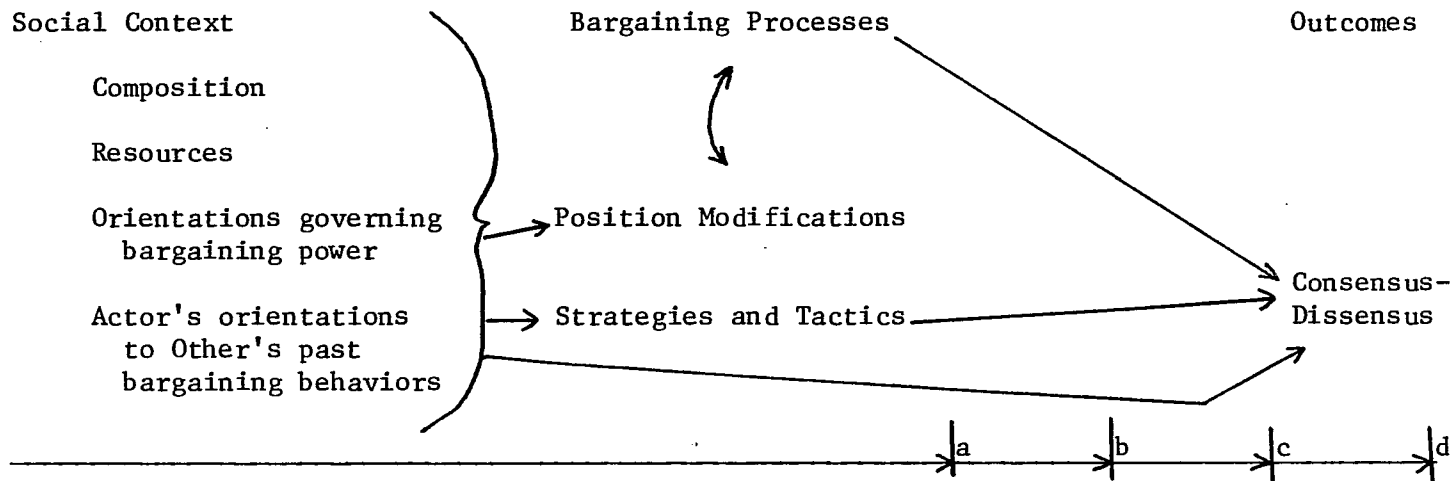 Social Context
Bargaining Processes
Outcomes
Composition
Resources
Orientations governing
bargaining power
Position Modifications
Actor's orientations
to Other's past
bargaining behaviors
Strategies and Tactics
Consensus-
Dissensus
a
b
c
d